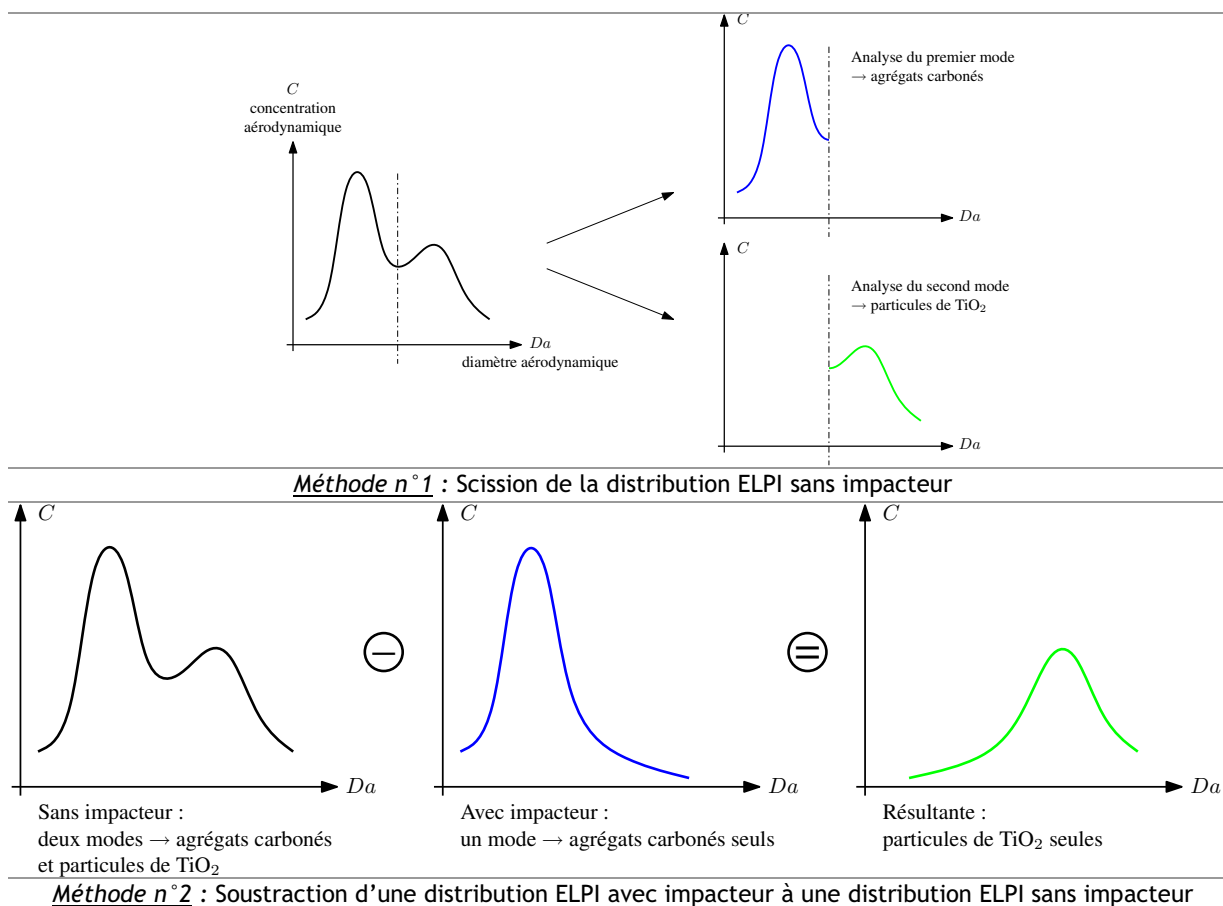 C
concentration
aérodynamique
Da
diamètre aérodynamique
C
Analyse du premier mode
→ agrégats carbonés
Da
C
Analyse du second mode
→ particules de TiO₂
Da
Méthode n°1 : Scission de la distribution ELPI sans impacteur
C
Da
Sans impacteur :
deux modes → agrégats carbonés
et particules de TiO₂
−
C
Da
Avec impacteur :
un mode → agrégats carbonés seuls
=
C
Da
Résultante :
particules de TiO₂ seules
Méthode n°2 : Soustraction d'une distribution ELPI avec impacteur à une distribution ELPI sans impacteur